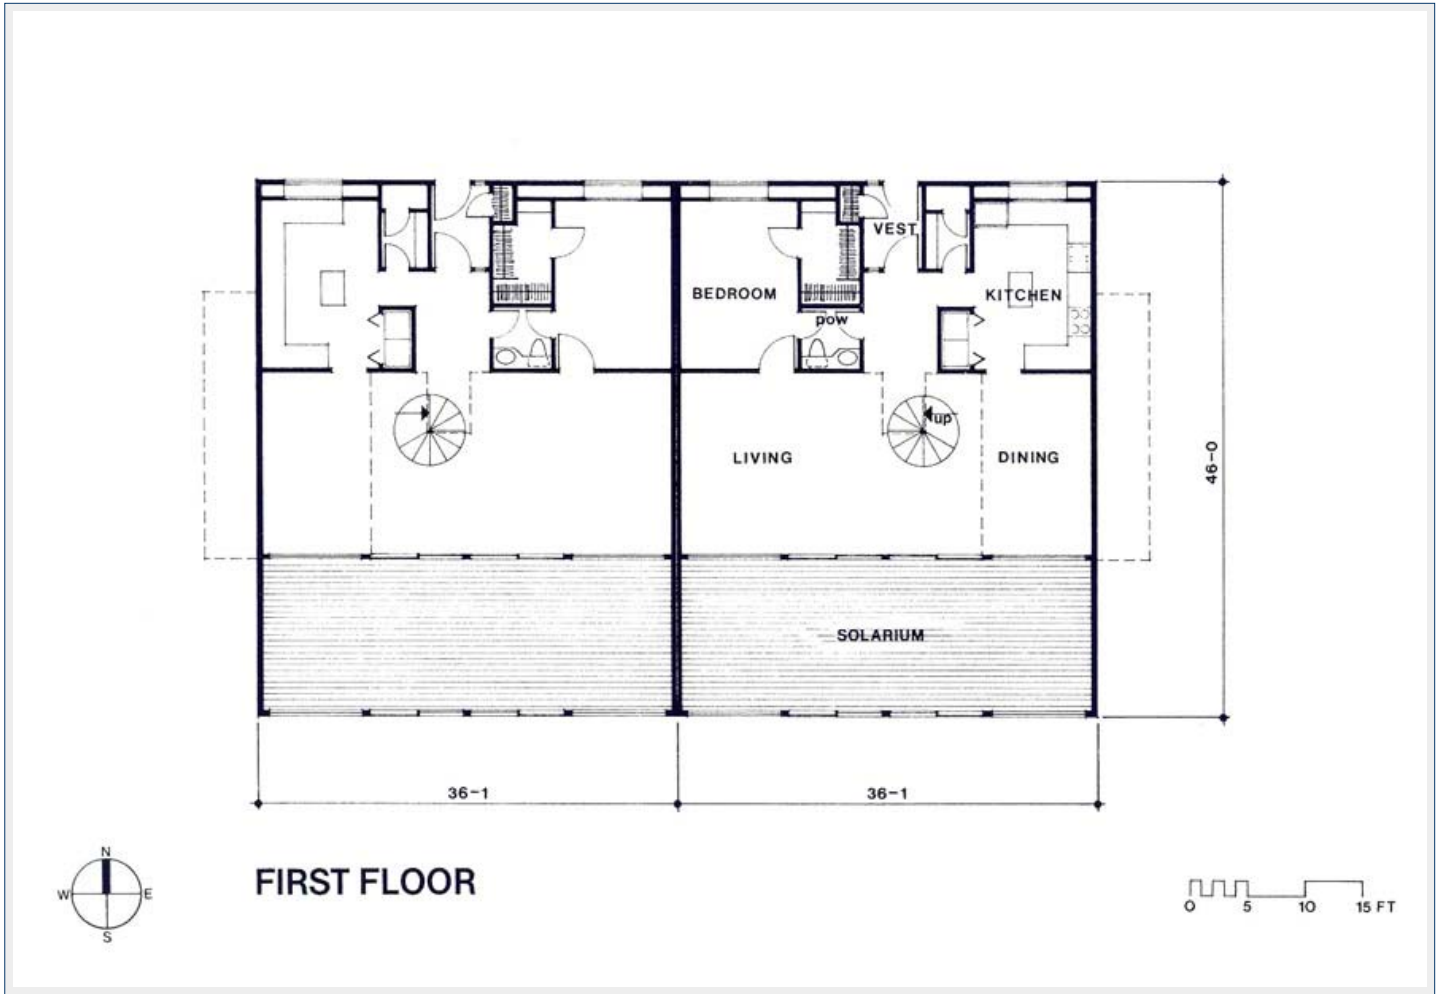 VEST
BEDROOM
KITCHEN
pow
up
LIVING
DINING
46-0
SOLARIUM
36-1
36-1
N
W
E
S
FIRST FLOOR
0
5
10
15 FT